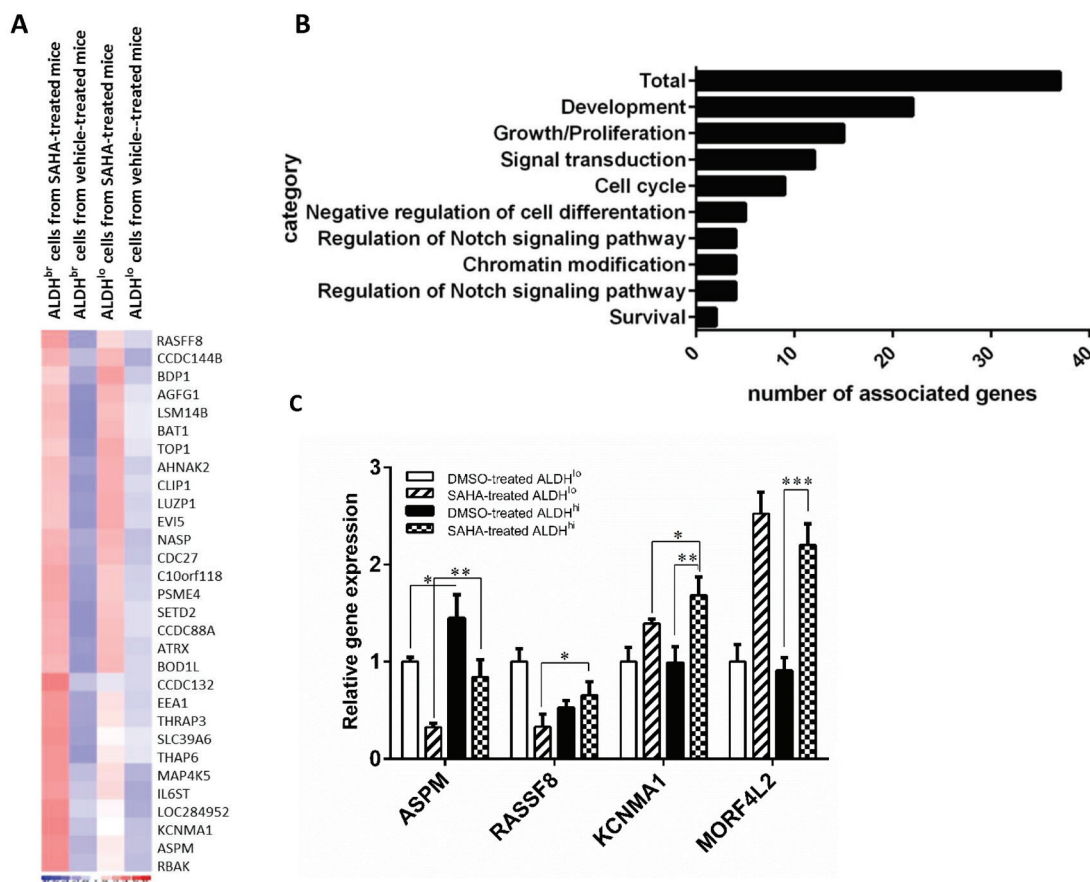 A
ALDHbr cells from SAHA-treated mice
ALDHbr cells from vehicle-treated mice
ALDHlo cells from SAHA-treated mice
ALDHlo cells from vehicle--treated mice
RASFF8
CCDC144B
BDP1
AGFG1
LSM14B
BAT1
TOP1
AHNAK2
CLIP1
LUZP1
EVI5
NASP
CDC27
C10orf118
PSME4
SETD2
CCDC88A
ATRX
BOD1L
CCDC132
EEA1
THRAP3
SLC39A6
THAP6
MAP4K5
IL6ST
LOC284952
KCNMA1
ASPM
RBAK
B
category
Total
Development
Growth/Proliferation
Signal transduction
Cell cycle
Negative regulation of cell differentation
Regulation of Notch signaling pathway
Chromatin modification
Regulation of Notch signaling pathway
Survival
0 10 20 30 40
number of associated genes
C
Relative gene expression
3
2
1
0
DMSO-treated ALDHlo
SAHA-treated ALDHlo
DMSO-treated ALDHhi
SAHA-treated ALDHhi
* ** * * ** ***
ASPM RASSF8 KCNMA1 MORF4L2